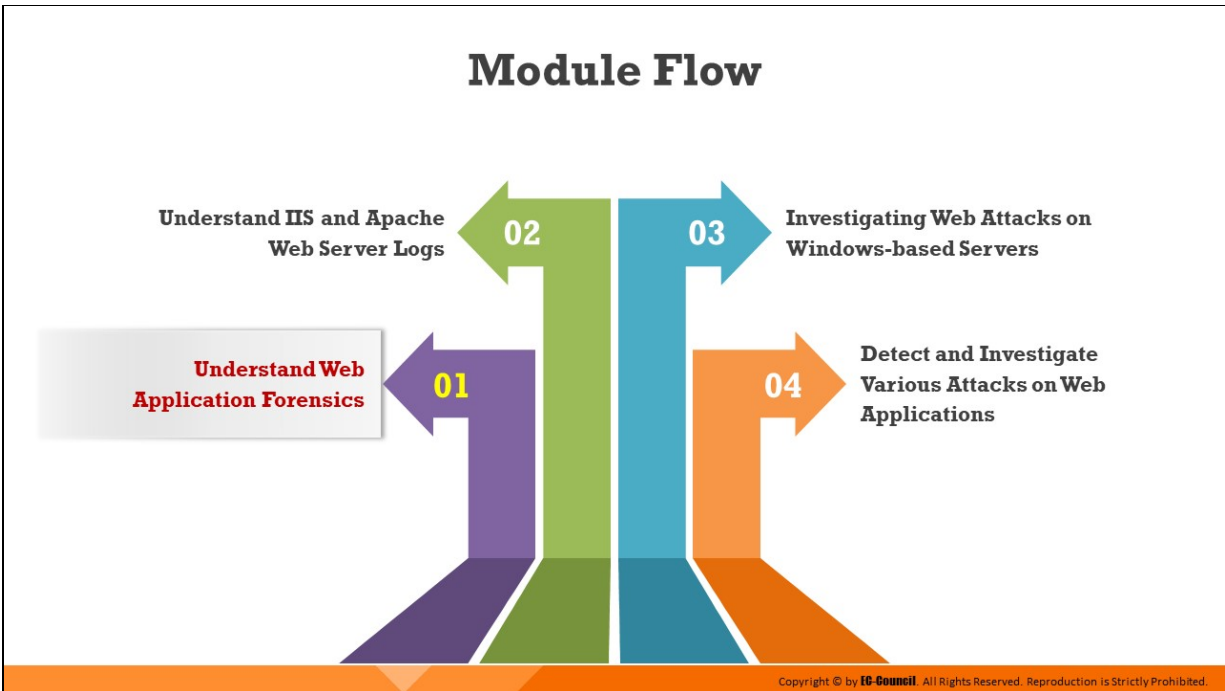 Module Flow
Understand IIS and Apache
Web Server Logs
02
03
Investigating Web Attacks on
Windows-based Servers
Understand Web
Application Forensics
01
04
Detect and Investigate
Various Attacks on Web
Applications
Copyright © by EC-Council. All Rights Reserved. Reproduction is Strictly Prohibited.